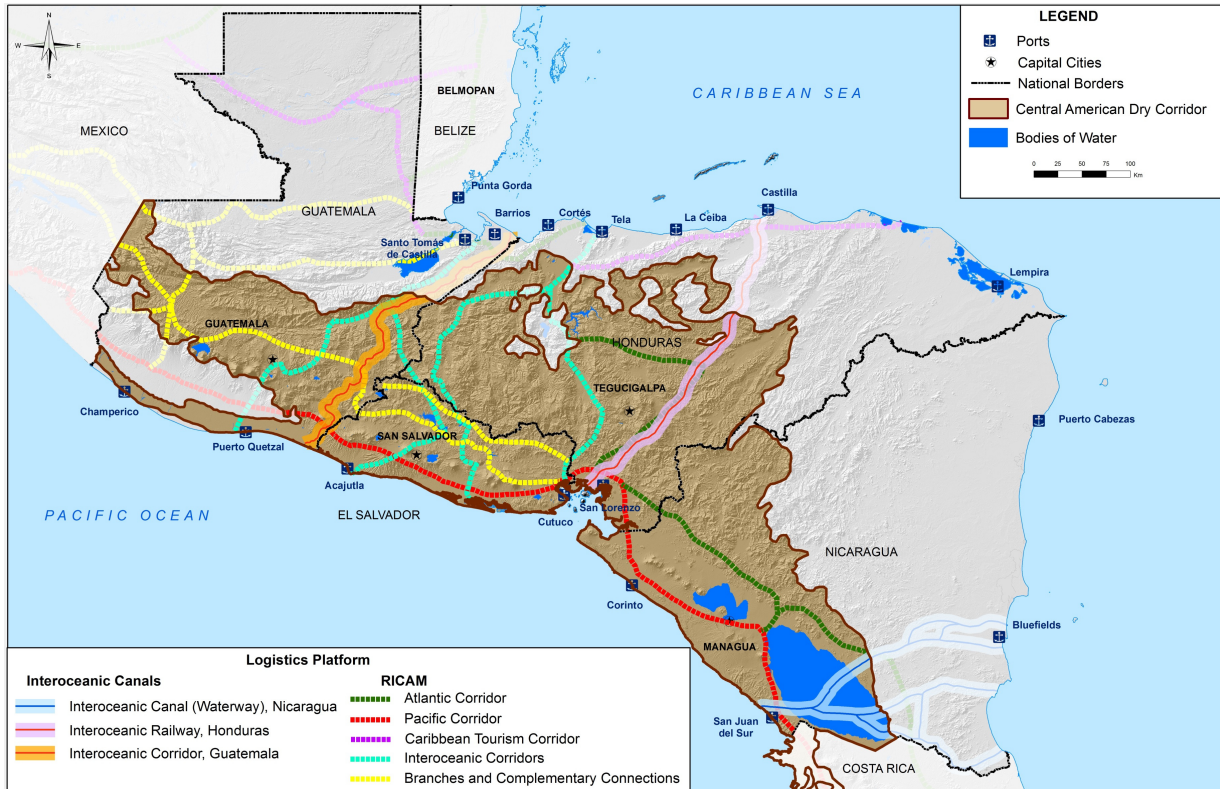 N
W
E
S
LEGEND
Ports
Capital Cities
National Borders
Central American Dry Corridor
Bodies of Water
0 25 50 75 100
Km
CARIBBEAN SEA
BELMOPAN
MEXICO
BELIZE
Punta Gorda
Castilla
GUATEMALA
Barrios
Cortés
Tela
La Ceiba
Santo Tomás
de Castilla
Lempira
GUATEMALA
HONDURAS
TEGUCIGALPA
Champerico
Puerto Cabezas
Puerto Quetzal
SAN SALVADOR
Acajutla
San Lorenzo
PACIFIC OCEAN
EL SALVADOR
Cutuco
NICARAGUA
Corinto
Bluefields
MANAGUA
San Juan
del Sur
COSTA RICA
Logistics Platform
Interoceanic Canals
Interoceanic Canal (Waterway), Nicaragua
Interoceanic Railway, Honduras
Interoceanic Corridor, Guatemala
RICAM
Atlantic Corridor
Pacific Corridor
Caribbean Tourism Corridor
Interoceanic Corridors
Branches and Complementary Connections